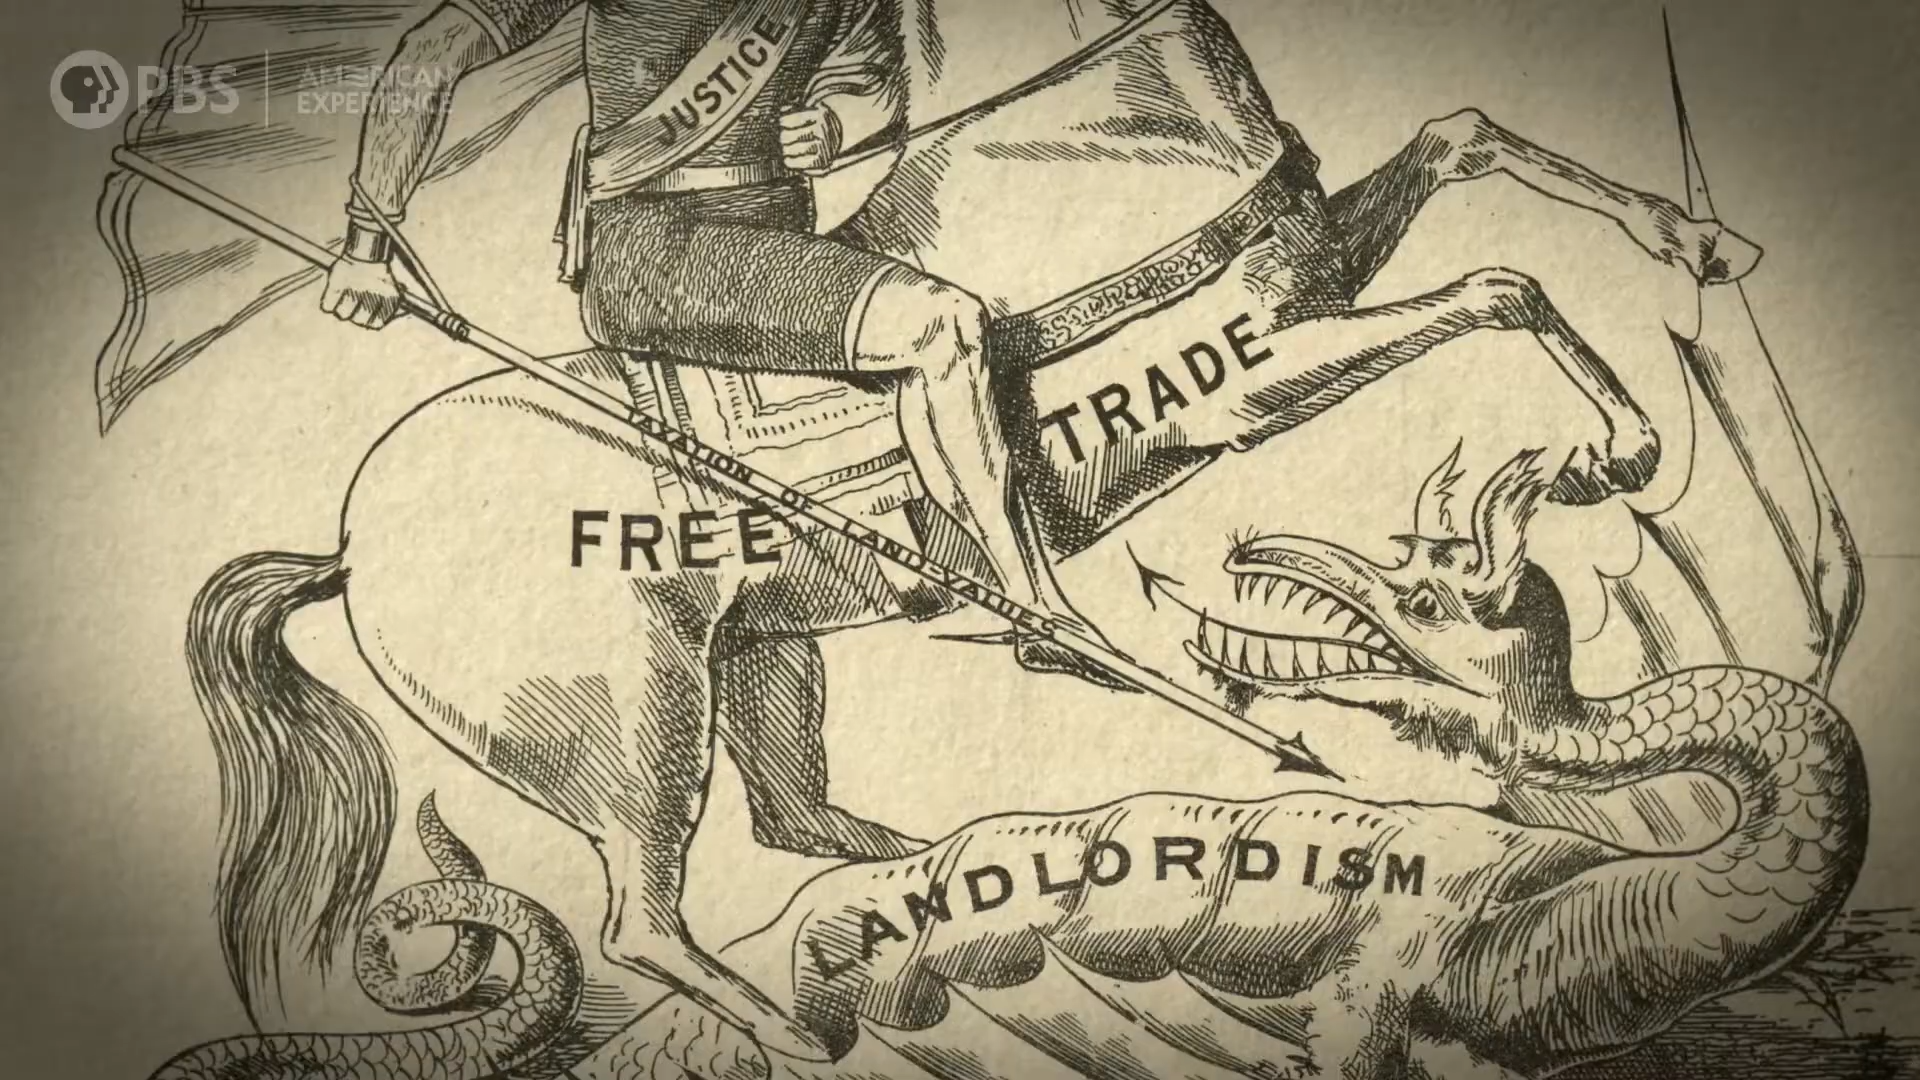 PBS
AMERICAN
EXPERIENCE
JUSTICE
TRADE
TAXATION OF LAND-VALUES
FREE
LANDLORDISM